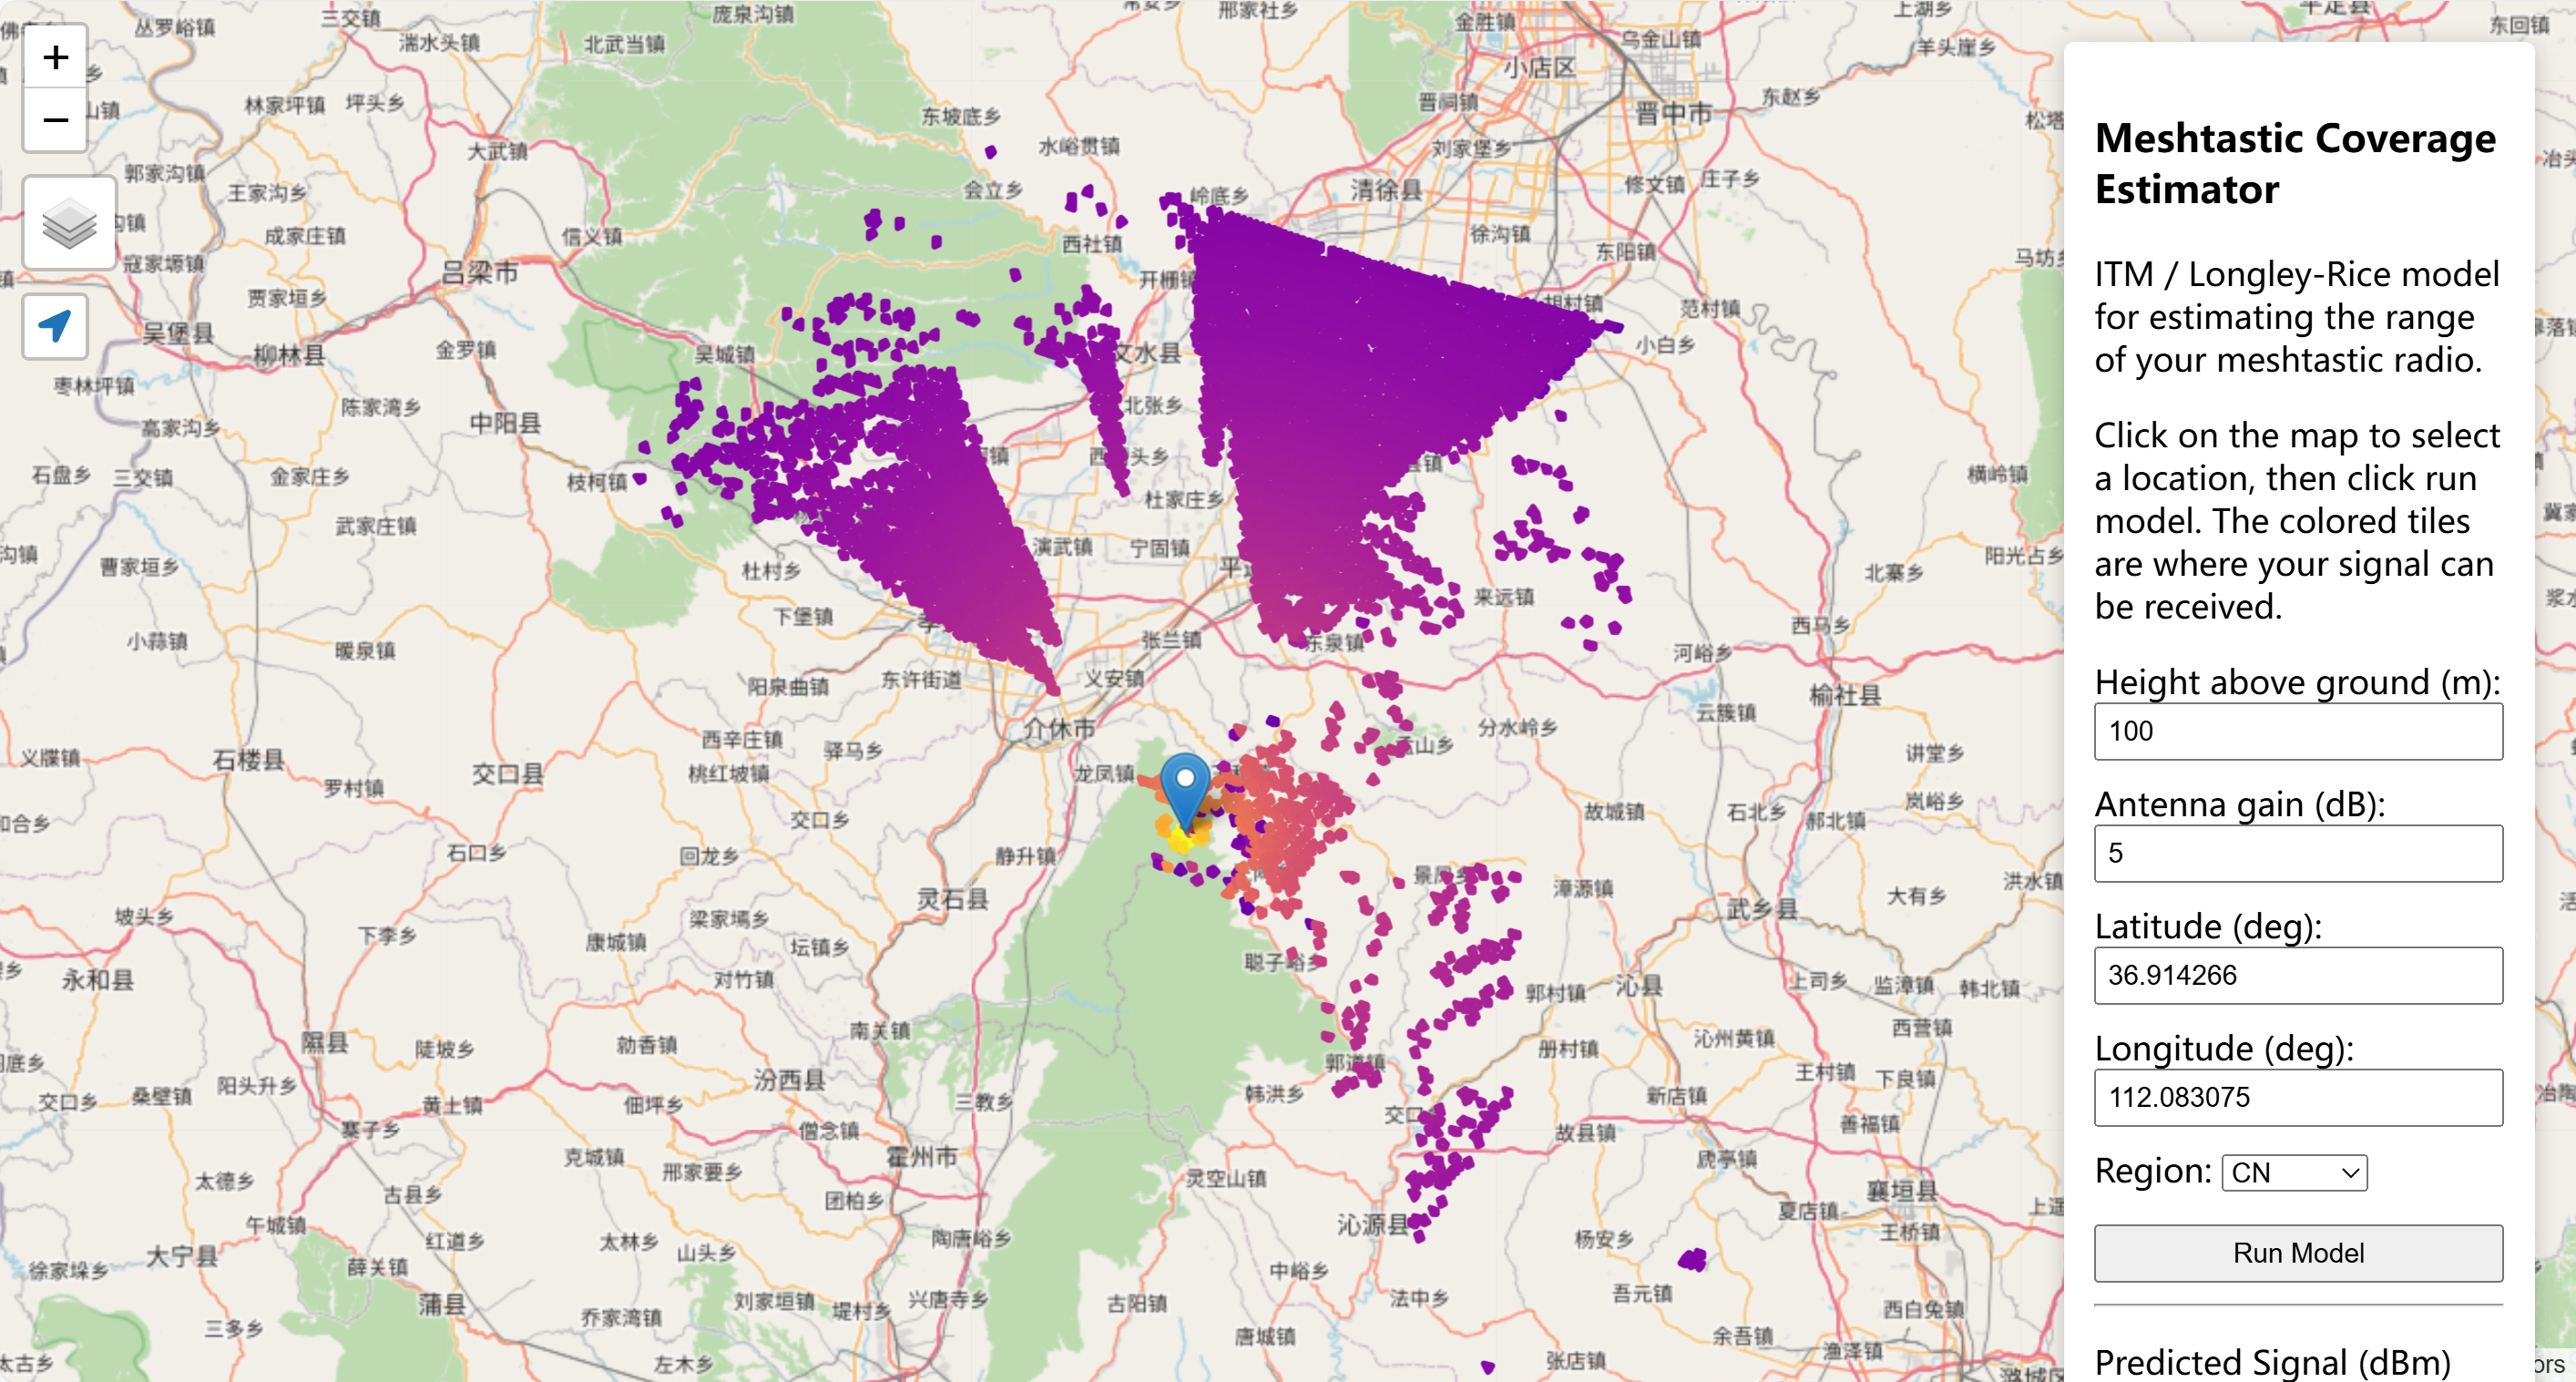 丛罗峪镇
三交镇
湍水头镇
庞泉沟镇
北武当镇
邢家社乡
金胜镇
乌金山镇
上湖乡
羊头崖乡
东回镇
小店区
晋祠镇
晋中市
东赵乡
林家坪镇
坪头乡
东坡底乡
水峪贯镇
刘家堡乡
大武镇
郭家沟镇
王家沟乡
会立乡
岭底乡
清徐县
修文镇
庄子乡
成家庄镇
信义镇
西社镇
徐沟镇
东阳镇
寇家塬镇
吕梁市
开栅镇
贾家垣乡
范村镇
吴堡县
柳林县
金罗镇
吴城镇
文水县
小白乡
枣林坪镇
陈家湾乡
中阳县
北张乡
高家沟乡
石盘乡
三交镇
金家庄乡
枝柯镇
杜家庄乡
横岭镇
武家庄镇
演武镇
宁固镇
曹家垣乡
杜村乡
北寨乡
阳光占乡
下堡镇
来远镇
小蒜镇
暖泉镇
张兰镇
东泉镇
西马乡
河峪乡
阳泉曲镇
东许街道
义安镇
榆社县
云簇镇
介休市
分水岭乡
义牒镇
石楼县
交口县
西辛庄镇
驿马乡
讲堂乡
罗村镇
桃红坡镇
龙凤镇
和合乡
交口乡
故城镇
石北乡
郝北镇
岚峪乡
石口乡
回龙乡
静升镇
漳源镇
洪水镇
坡头乡
灵石县
大有乡
武乡县
下李乡
康城镇
梁家墕乡
坛镇乡
永和县
对竹镇
聪子峪乡
郭村镇
沁县
上司乡
监漳镇
韩北镇
隰县
陡坡乡
勍香镇
南关镇
册村镇
沁州黄镇
西营镇
郭道镇
王村镇
下良镇
交口乡
桑壁镇
阳头升乡
黄土镇
佃坪乡
汾西县
三教乡
韩洪乡
新店镇
善福镇
寨子乡
僧念镇
故县镇
克城镇
邢家要乡
霍州市
灵空山镇
虒亭镇
襄垣县
太德乡
古县乡
团柏乡
午城镇
红道乡
太林乡
山头乡
陶唐峪乡
沁源县
杨安乡
夏店镇
王桥镇
徐家垛乡
大宁县
薛关镇
中峪乡
吾元镇
蒲县
乔家湾镇
刘家垣镇
堤村乡
兴唐寺乡
古阳镇
法中乡
西白兔镇
三多乡
左木乡
唐城镇
张店镇
余吾镇
渔泽镇
太古乡
+
−
Meshtastic Coverage
Estimator
ITM / Longley-Rice model
for estimating the range
of your meshtastic radio.
Click on the map to select
a location, then click run
model. The colored tiles
are where your signal can
be received.
Height above ground (m):
100
Antenna gain (dB):
5
Latitude (deg):
36.914266
Longitude (deg):
112.083075
Region: CN
Run Model
Predicted Signal (dBm)
ors